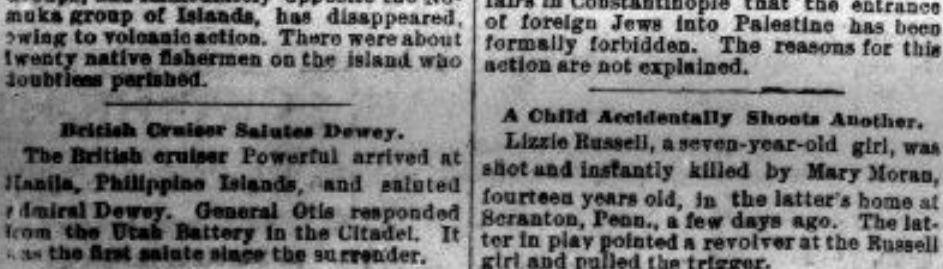 muka group of Islands, has disappeared,
owing to volcanic action. There were about
twenty native fishermen on the island who
doubtless perished.
British Cruiser Salutes Dewey.
The British cruiser Powerful arrived at
Manila, Philippine Islands, and saluted
Admiral Dewey. General Otis responded
from the Utah Battery in the Citadel. It
was the first salute since the surrender.
fairs in Constantinople that the entrance
of foreign Jews into Palestine has been
formally forbidden. The reasons for this
action are not explained.
A Child Accidentally Shoots Another.
Lizzie Russell, a seven-year-old girl, was
shot and instantly killed by Mary Moran,
fourteen years old, in the latter's home at
Scranton, Penn., a few days ago. The lat-
ter in play pointed a revolver at the Russell
girl and pulled the trigger.